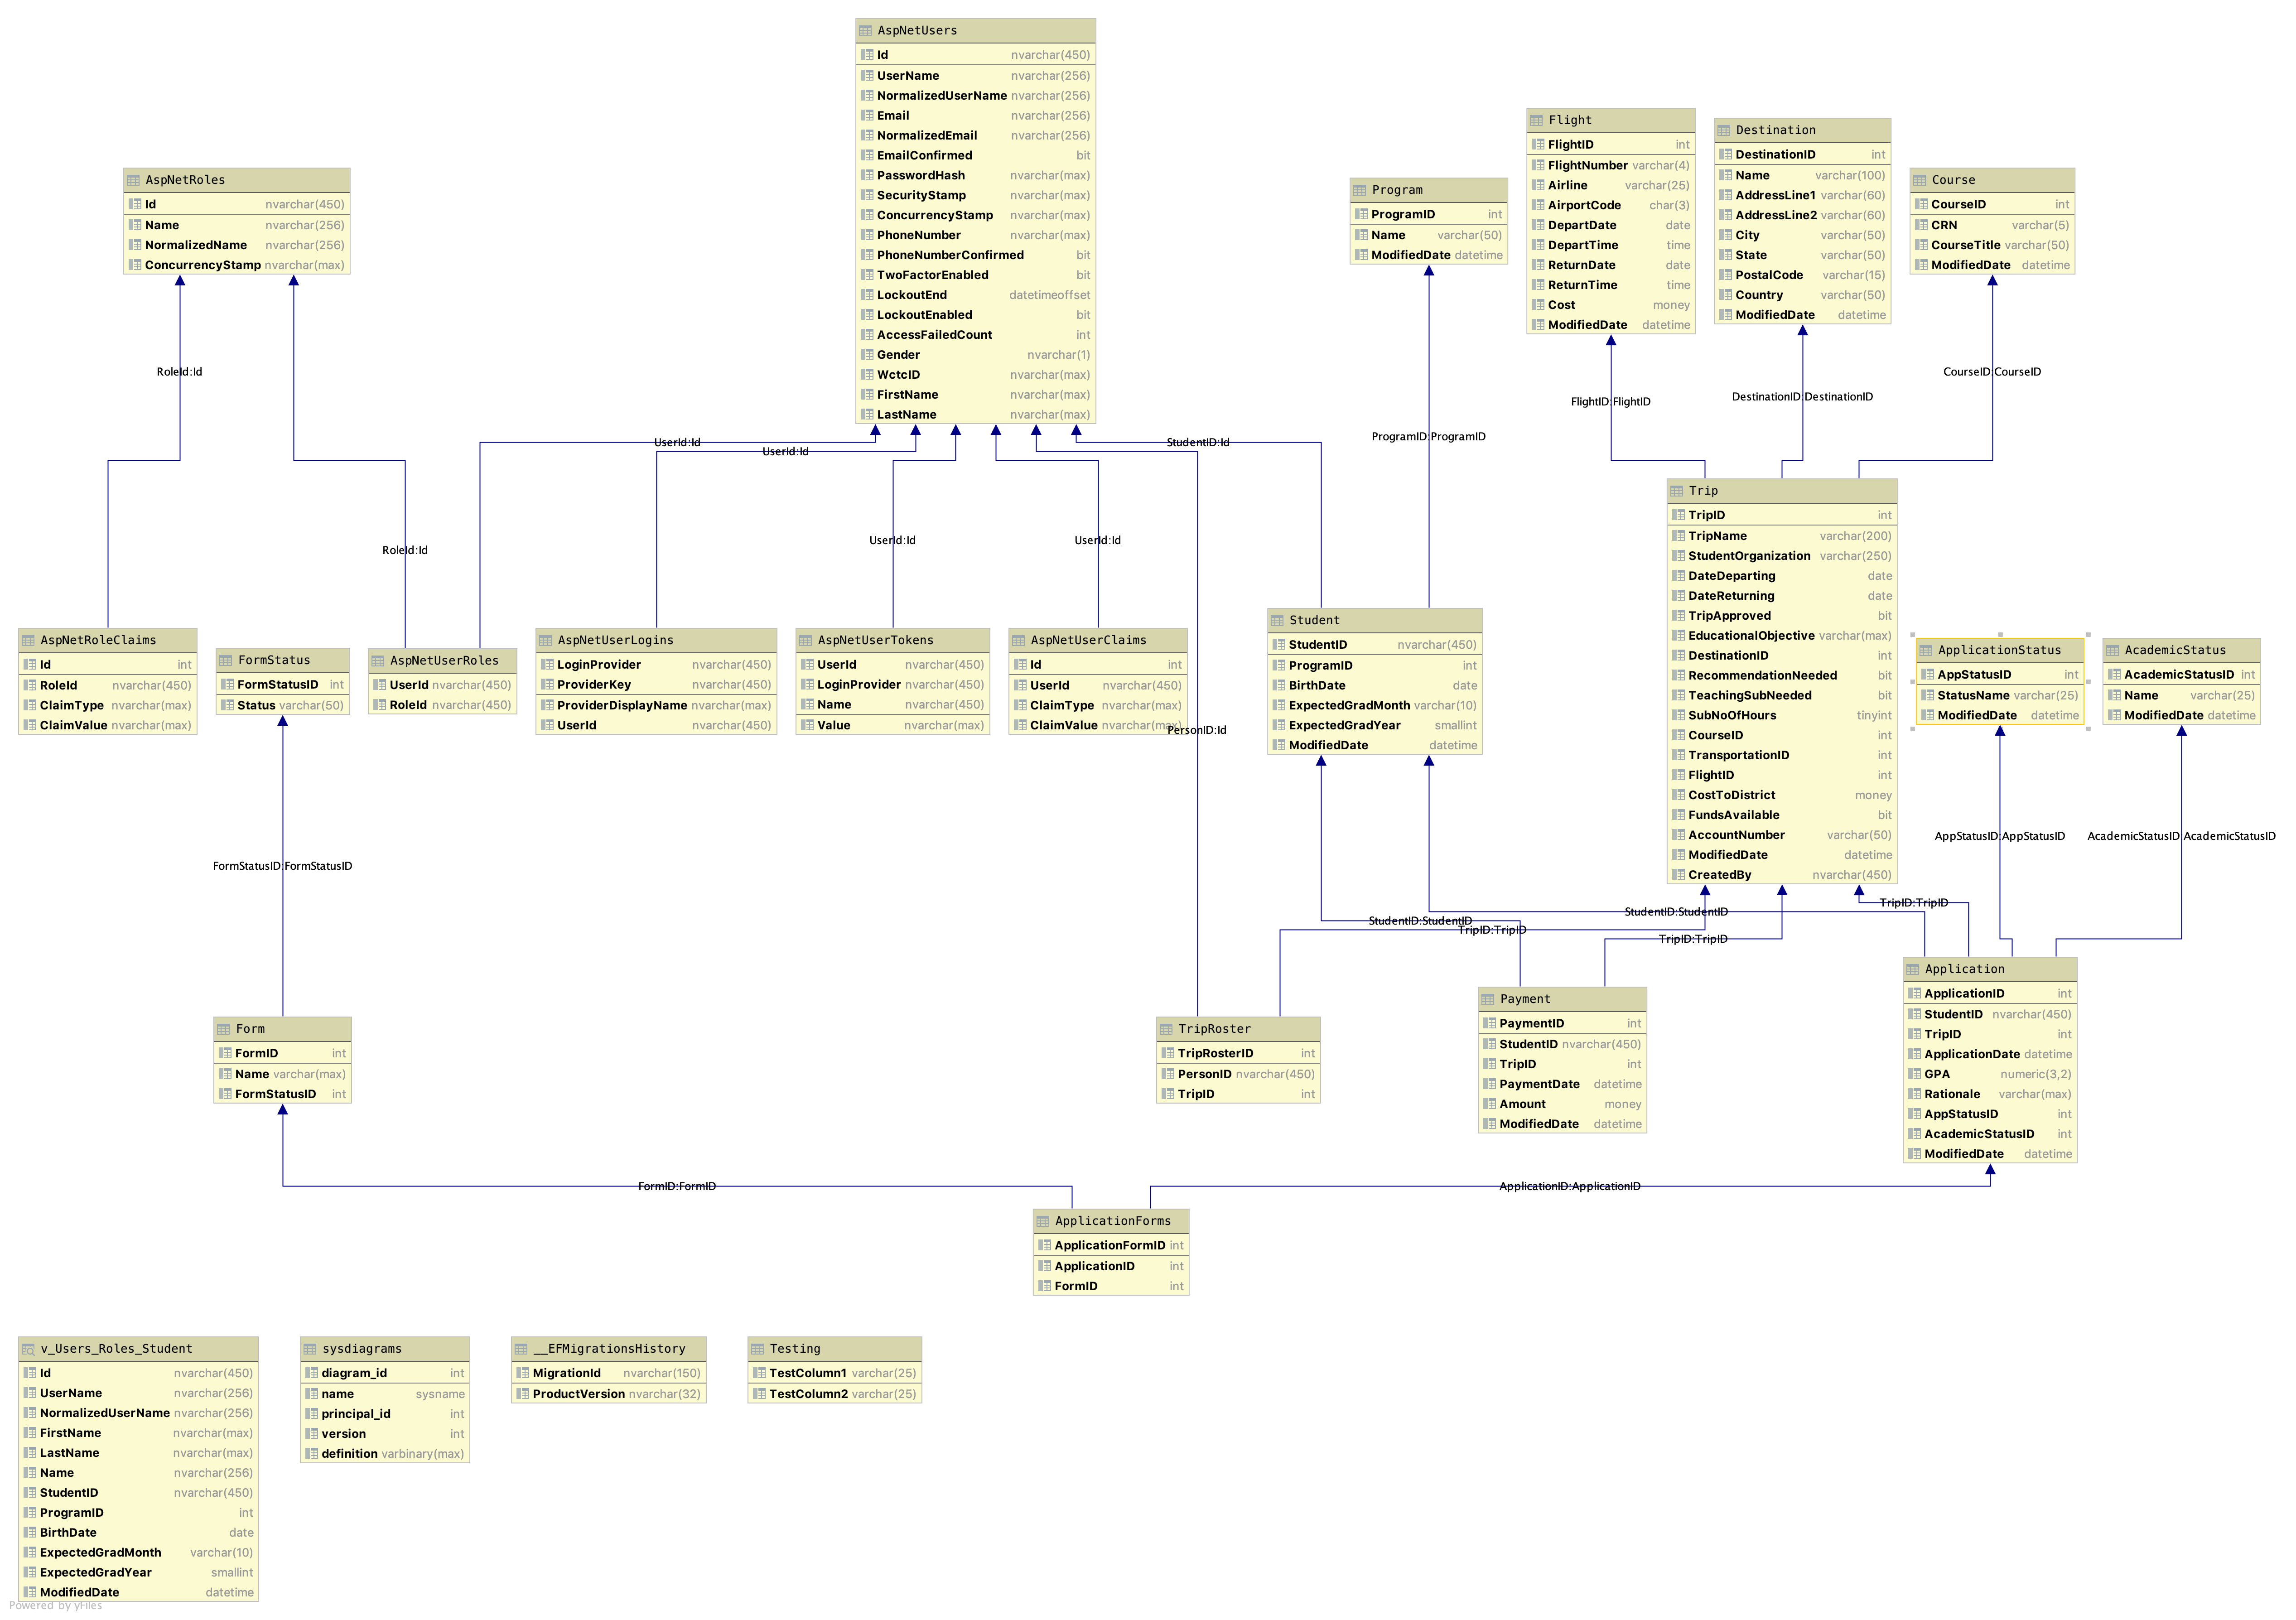 AspNetUsers
Id nvarchar(450)
UserName nvarchar(256)
NormalizedUserName nvarchar(256)
Email nvarchar(256)
NormalizedEmail nvarchar(256)
EmailConfirmed bit
PasswordHash nvarchar(max)
SecurityStamp nvarchar(max)
ConcurrencyStamp nvarchar(max)
PhoneNumber nvarchar(max)
PhoneNumberConfirmed bit
TwoFactorEnabled bit
LockoutEnd datetimeoffset
LockoutEnabled bit
AccessFailedCount int
Gender nvarchar(1)
WctcID nvarchar(max)
FirstName nvarchar(max)
LastName nvarchar(max)
Flight
FlightID int
FlightNumber varchar(4)
Airline varchar(25)
AirportCode char(3)
DepartDate date
DepartTime time
ReturnDate date
ReturnTime time
Cost money
ModifiedDate datetime
Destination
DestinationID int
Name varchar(100)
AddressLine1 varchar(60)
AddressLine2 varchar(60)
City varchar(50)
State varchar(50)
PostalCode varchar(15)
Country varchar(50)
ModifiedDate datetime
AspNetRoles
Id nvarchar(450)
Name nvarchar(256)
NormalizedName nvarchar(256)
ConcurrencyStamp nvarchar(max)
Program
ProgramID int
Name varchar(50)
ModifiedDate datetime
Course
CourseID int
CRN varchar(5)
CourseTitle varchar(50)
ModifiedDate datetime
RoleId:Id
CourseID:CourseID
FlightID:FlightID
DestinationID:DestinationID
UserId:Id
UserId:Id
StudentID:Id
ProgramID:ProgramID
RoleId:Id
UserId:Id
UserId:Id
Trip
TripID int
TripName varchar(200)
StudentOrganization varchar(250)
DateDeparting date
DateReturning date
TripApproved bit
EducationalObjective varchar(max)
DestinationID int
RecommendationNeeded bit
TeachingSubNeeded bit
SubNoOfHours tinyint
CourseID int
TransportationID int
FlightID int
CostToDistrict money
FundsAvailable bit
AccountNumber varchar(50)
ModifiedDate datetime
CreatedBy nvarchar(450)
AspNetRoleClaims
Id int
RoleId nvarchar(450)
ClaimType nvarchar(max)
ClaimValue nvarchar(max)
FormStatus
FormStatusID int
Status varchar(50)
AspNetUserRoles
UserId nvarchar(450)
RoleId nvarchar(450)
AspNetUserLogins
LoginProvider nvarchar(450)
ProviderKey nvarchar(450)
ProviderDisplayName nvarchar(max)
UserId nvarchar(450)
AspNetUserTokens
UserId nvarchar(450)
LoginProvider nvarchar(450)
Name nvarchar(450)
Value nvarchar(max)
AspNetUserClaims
Id int
UserId nvarchar(450)
ClaimType nvarchar(max)
ClaimValue nvarchar(max)
PersonID:Id
Student
StudentID nvarchar(450)
ProgramID int
BirthDate date
ExpectedGradMonth varchar(10)
ExpectedGradYear smallint
ModifiedDate datetime
ApplicationStatus
AppStatusID int
StatusName varchar(25)
ModifiedDate datetime
AcademicStatus
AcademicStatusID int
Name varchar(25)
ModifiedDate datetime
FormStatusID:FormStatusID
AppStatusID:AppStatusID
AcademicStatusID:AcademicStatusID
TripID:TripID
StudentID:StudentID
StudentID:StudentID
TripID:TripID
TripID:TripID
Form
FormID int
Name varchar(max)
FormStatusID int
TripRoster
TripRosterID int
PersonID nvarchar(450)
TripID int
Payment
PaymentID int
StudentID nvarchar(450)
TripID int
PaymentDate datetime
Amount money
ModifiedDate datetime
Application
ApplicationID int
StudentID nvarchar(450)
TripID int
ApplicationDate datetime
GPA numeric(3,2)
Rationale varchar(max)
AppStatusID int
AcademicStatusID int
ModifiedDate datetime
FormID:FormID
ApplicationID:ApplicationID
ApplicationForms
ApplicationFormID int
ApplicationID int
FormID int
v_Users_Roles_Student
Id nvarchar(450)
UserName nvarchar(256)
NormalizedUserName nvarchar(256)
FirstName nvarchar(max)
LastName nvarchar(max)
Name nvarchar(256)
StudentID nvarchar(450)
ProgramID int
BirthDate date
ExpectedGradMonth varchar(10)
ExpectedGradYear smallint
ModifiedDate datetime
sysdiagrams
diagram_id int
name sysname
principal_id int
version int
definition varbinary(max)
__EFMigrationsHistory
MigrationId nvarchar(150)
ProductVersion nvarchar(32)
Testing
TestColumn1 varchar(25)
TestColumn2 varchar(25)
Powered by yFiles